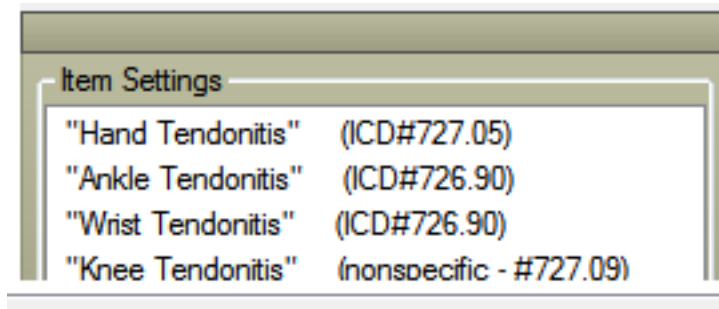 Item Settings
"Hand Tendonitis" (ICD#727.05)
"Ankle Tendonitis" (ICD#726.90)
"Wrist Tendonitis" (ICD#726.90)
"Knee Tendonitis" (nonspecific - #727.09)